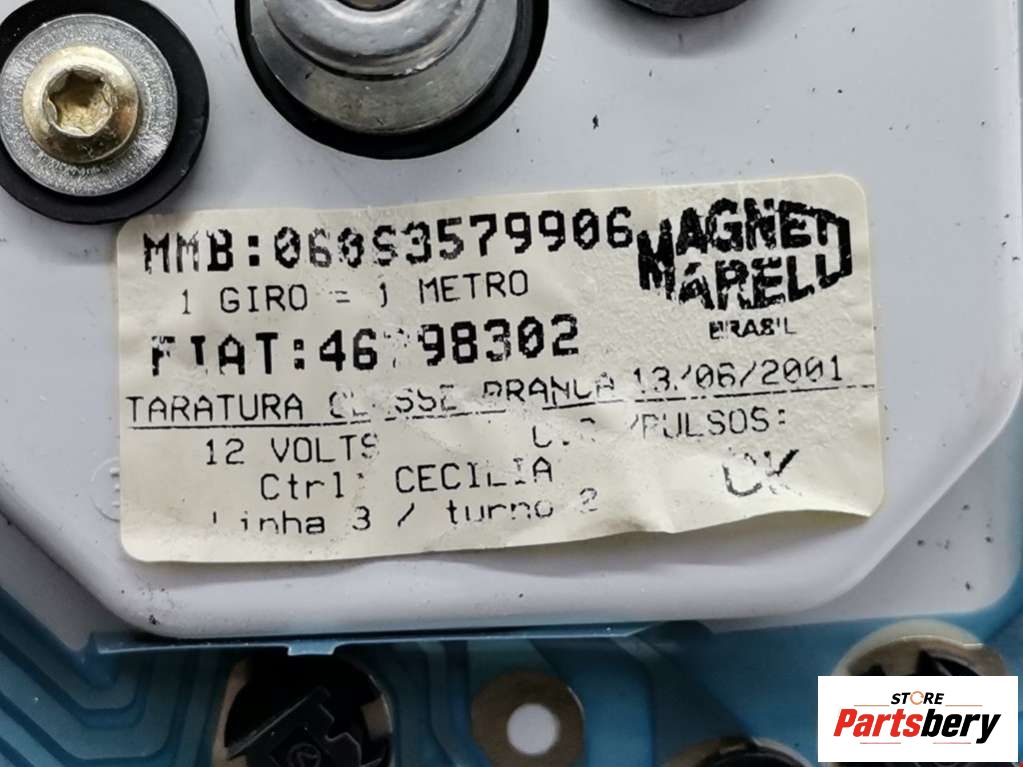 MMB:060S3579906
MAGNETI
MARELLI
BRASIL
1 GIRO = 1 METRO
FIAT:46798302
TARATURA CLASSE BRANCA 13/06/2001
12 VOLTS /PULSOS:
Ctrl: CECILIA OK
Linha 3 / turno 2
STORE
Partsbery